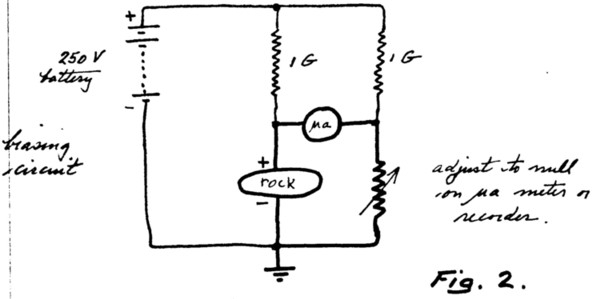 +
250 V
battery
-
1 G
1 G
µa
biasing
circuit
+
rock
-
adjust to null
on µa meter or
recorder.
Fig. 2.